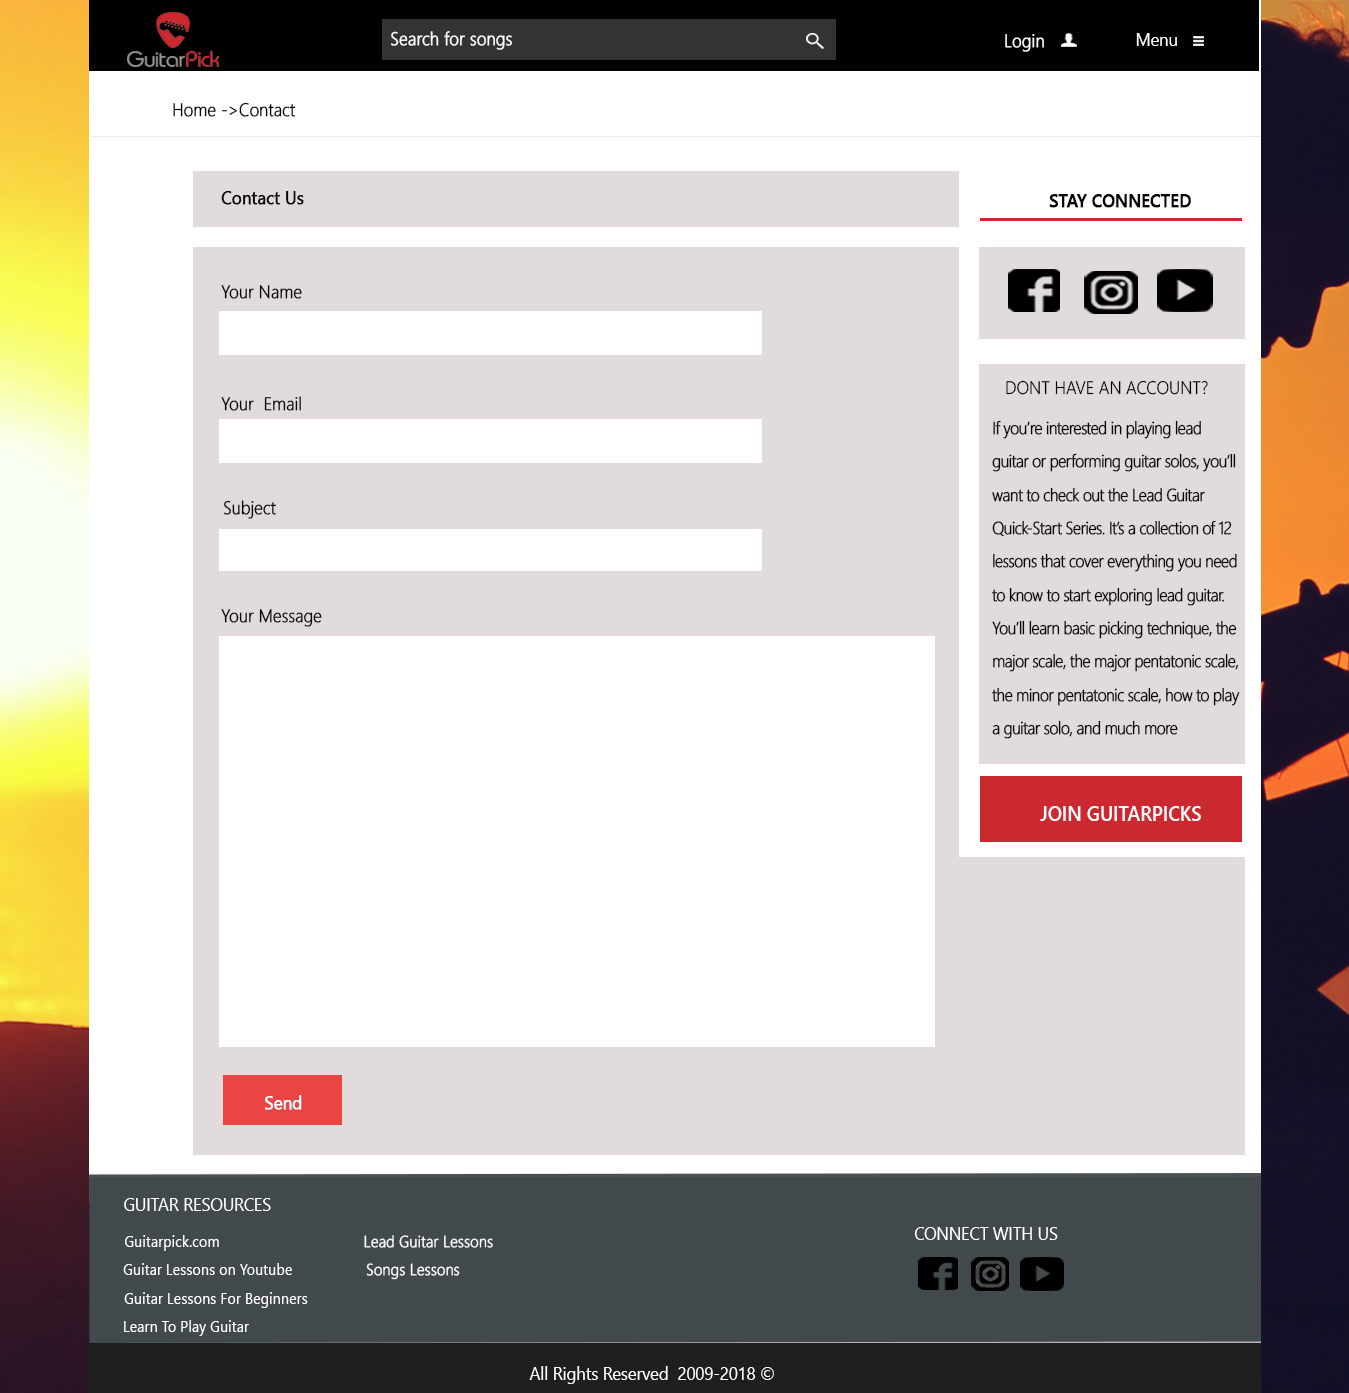 GuitarPick
Search for songs
Login
Menu
Home ->Contact
Contact Us
STAY CONNECTED
Your Name
Your  Email
Subject
Your Message
Send
DONT HAVE AN ACCOUNT?
If you’re interested in playing lead
guitar or performing guitar solos, you’ll
want to check out the Lead Guitar
Quick-Start Series. It’s a collection of 12
lessons that cover everything you need
to know to start exploring lead guitar.
You’ll learn basic picking technique, the
major scale, the major pentatonic scale,
the minor pentatonic scale, how to play
a guitar solo, and much more
JOIN GUITARPICKS
GUITAR RESOURCES
Guitarpick.com
Guitar Lessons on Youtube
Guitar Lessons For Beginners
Learn To Play Guitar
Lead Guitar Lessons
Songs Lessons
CONNECT WITH US
All Rights Reserved  2009-2018 ©